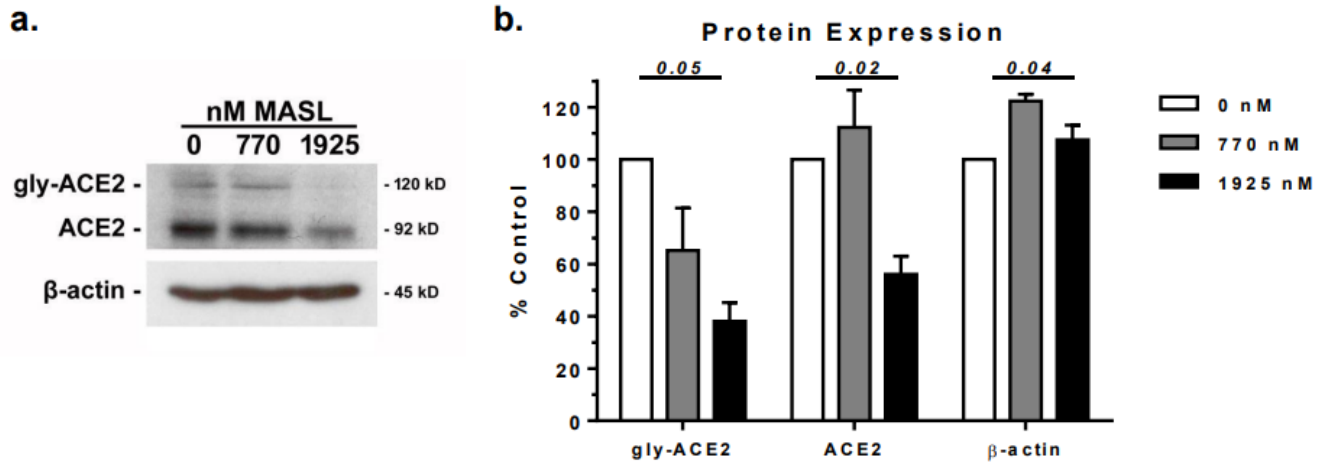 a.
nM MASL
0 770 1925
gly-ACE2 - - 120 kD
ACE2 - - 92 kD
β-actin - - 45 kD
b.
Protein Expression
0.05 0.02 0.04
% Control
120
100
80
60
40
20
0
gly-ACE2 ACE2 β-actin
0 nM
770 nM
1925 nM